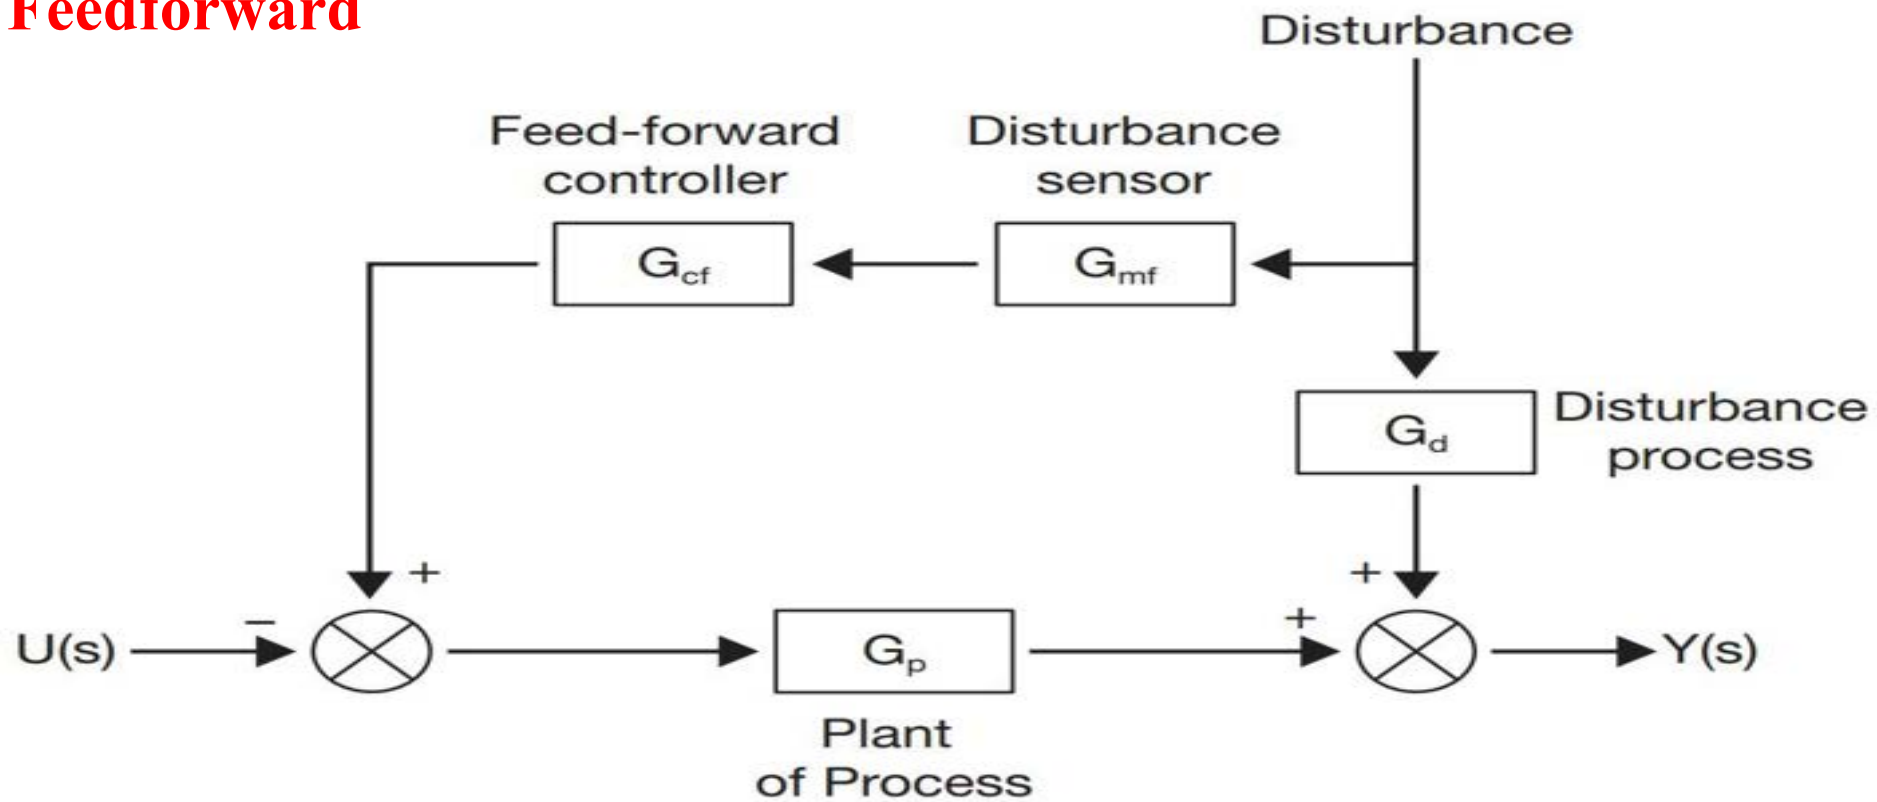 Feedforward
Disturbance
Feed-forward
controller
Disturbance
sensor
G_cf
G_mf
G_d
Disturbance
process
+
+
U(s)
−
G_p
+
Y(s)
Plant
of Process